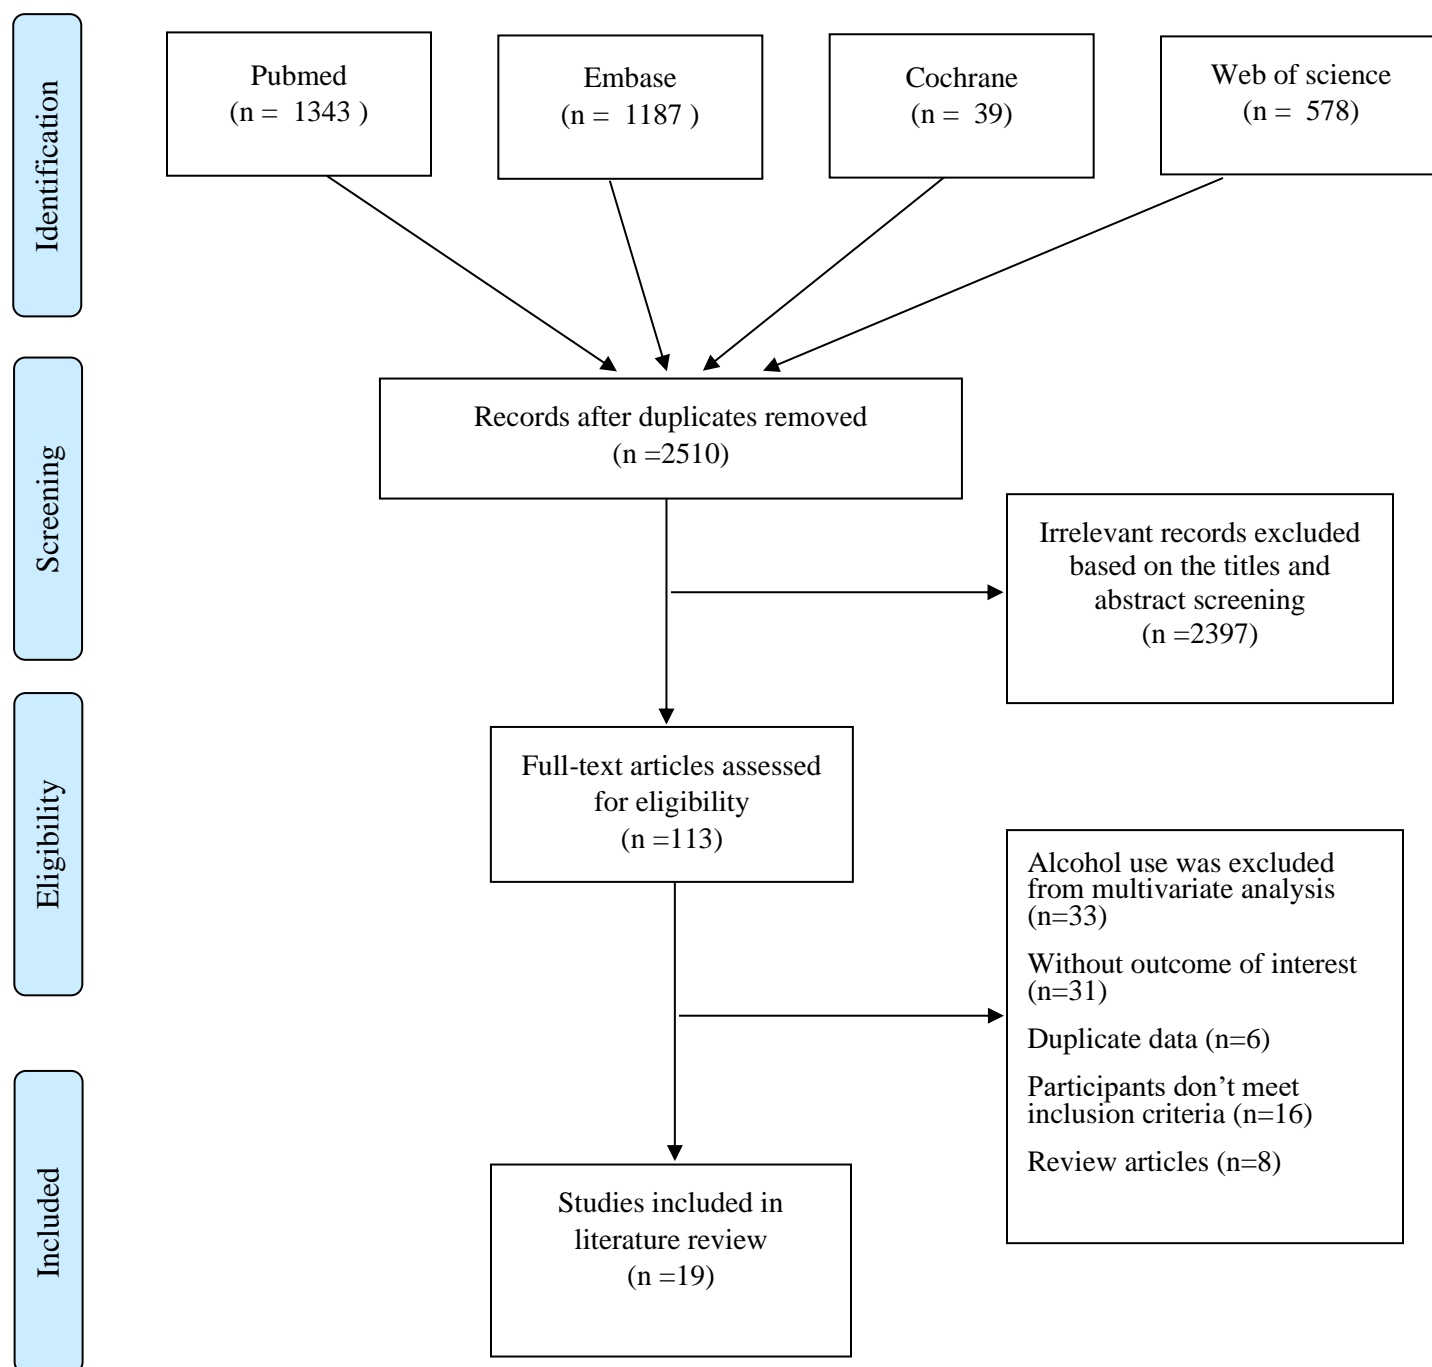 Identification
Pubmed
(n =  1343 )
Embase
(n =  1187 )
Cochrane
(n =  39)
Web of science
(n =  578)
Screening
Records after duplicates removed
(n =2510)
Irrelevant records excluded
based on the titles and
abstract screening
(n =2397)
Eligibility
Full-text articles assessed
for eligibility
(n =113)
Alcohol use was excluded
from multivariate analysis
(n=33)
Without outcome of interest
(n=31)
Duplicate data (n=6)
Participants don’t meet
inclusion criteria (n=16)
Review articles (n=8)
Included
Studies included in
literature review
(n =19)